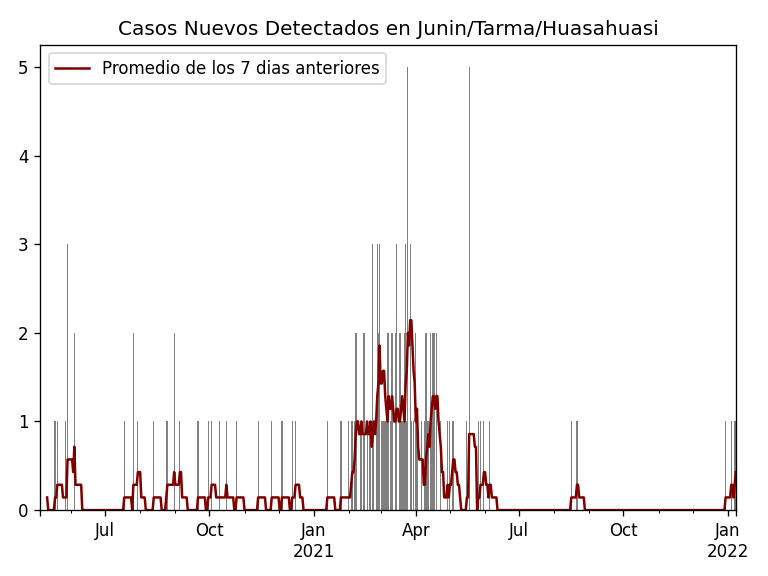 Casos Nuevos Detectados en Junin/Tarma/Huasahuasi
Promedio de los 7 dias anteriores
5
4
3
2
1
0
Jul Oct Jan Apr Jul Oct Jan
2021 2022